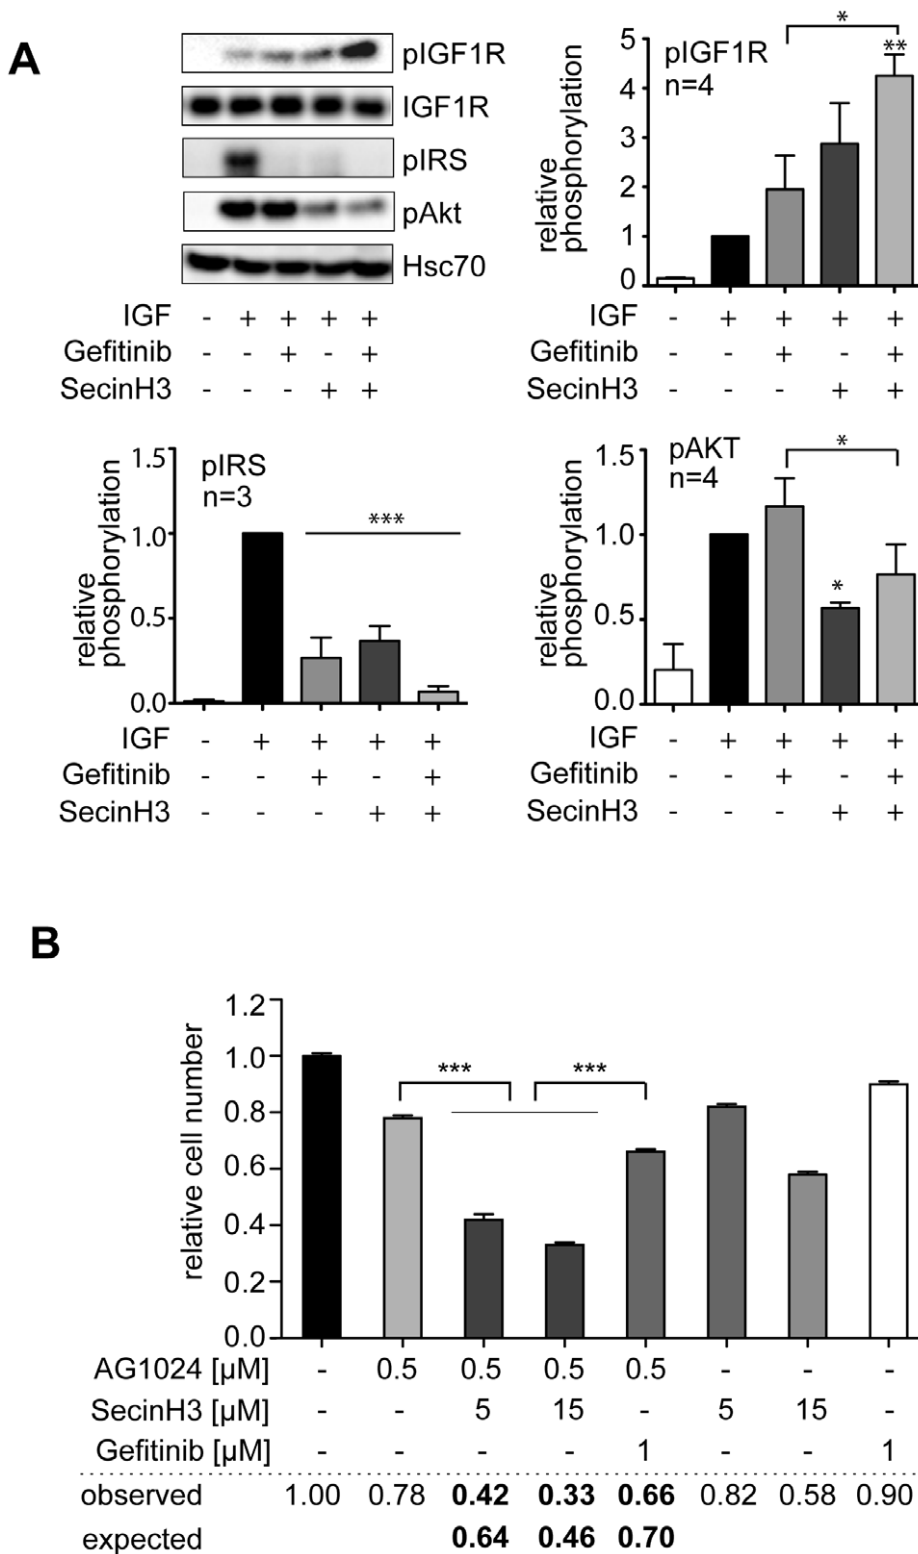 A
pIGF1R
IGF1R
pIRS
pAkt
Hsc70
IGF - + + + +
Gefitinib - - + - +
SecinH3 - - - + +
relative phosphorylation
5
4
3
2
1
0
pIGF1R
n=4
*
**
IGF - + + + +
Gefitinib - - + - +
SecinH3 - - - + +
relative phosphorylation
1.5
1.0
0.5
0.0
pIRS
n=3
***
IGF - + + + +
Gefitinib - - + - +
SecinH3 - - - + +
relative phosphorylation
1.5
1.0
0.5
0.0
pAKT
n=4
*
*
IGF - + + + +
Gefitinib - - + - +
SecinH3 - - - + +
B
relative cell number
1.2
1.0
0.8
0.6
0.4
0.2
0.0
*** ***
AG1024 [µM] - 0.5 0.5 0.5 0.5 - - -
SecinH3 [µM] - - 5 15 - 5 15 -
Gefitinib [µM] - - - - 1 - - 1
observed 1.00 0.78 0.42 0.33 0.66 0.82 0.58 0.90
expected 0.64 0.46 0.70